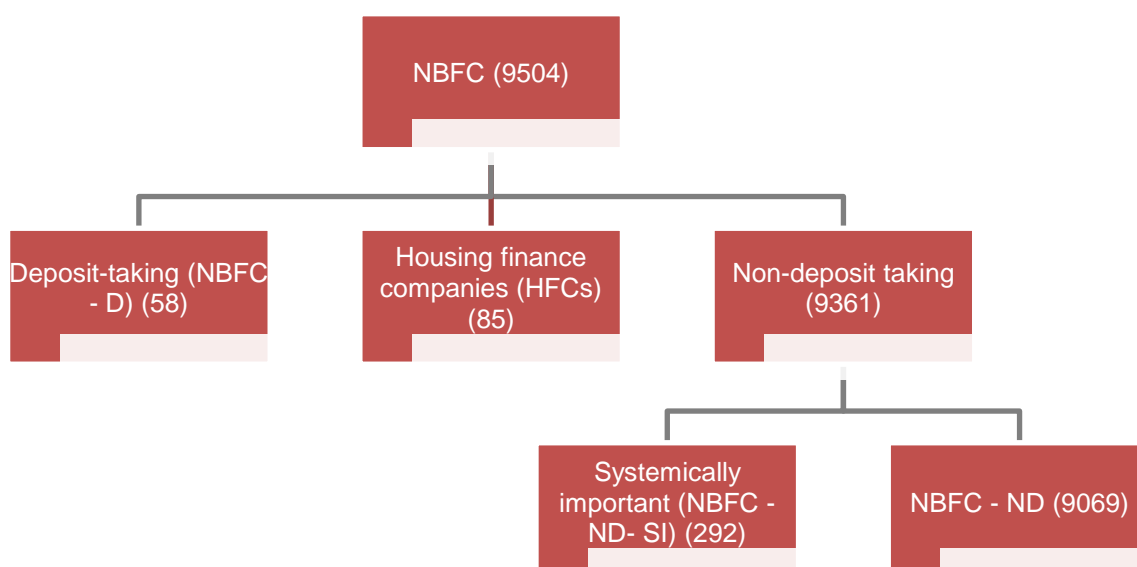 NBFC (9504)
Deposit-taking (NBFC
- D) (58)
Housing finance
companies (HFCs)
(85)
Non-deposit taking
(9361)
Systemically
important (NBFC -
ND- SI) (292)
NBFC - ND (9069)